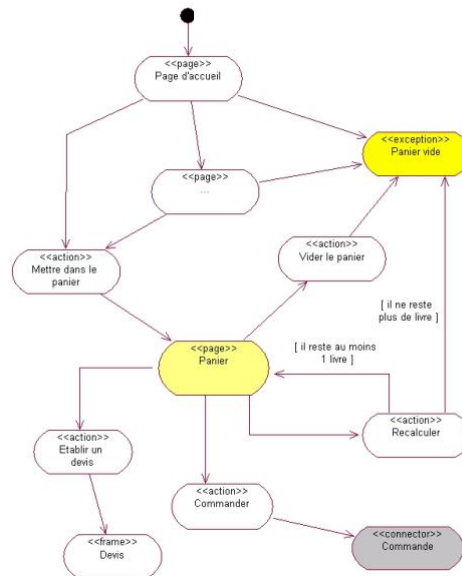 <<page>>
Page d'accueil
<<exception>>
Panier vide
<<page>>
...
<<action>>
Mettre dans le
panier
<<action>>
Vider le panier
[ il ne reste
plus de livre ]
<<page>>
Panier
[ il reste au moins
1 livre ]
<<action>>
Etablir un
devis
<<action>>
Recalculer
<<action>>
Commander
<<frame>>
Devis
<<connector>>
Commande